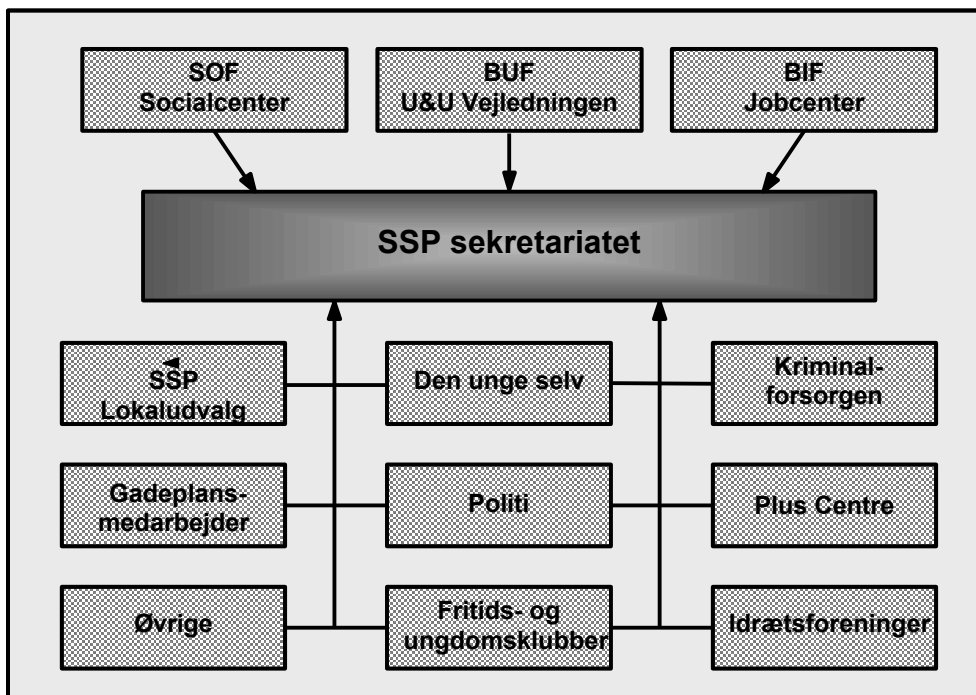 SOF
Socialcenter
BUF
U&U Vejledningen
BIF
Jobcenter
SSP sekretariatet
SSP
Lokaludvalg
Den unge selv
Kriminal-
forsorgen
Gadeplans-
medarbejder
Politi
Plus Centre
Øvrige
Fritids- og
ungdomsklubber
Idrætsforeninger